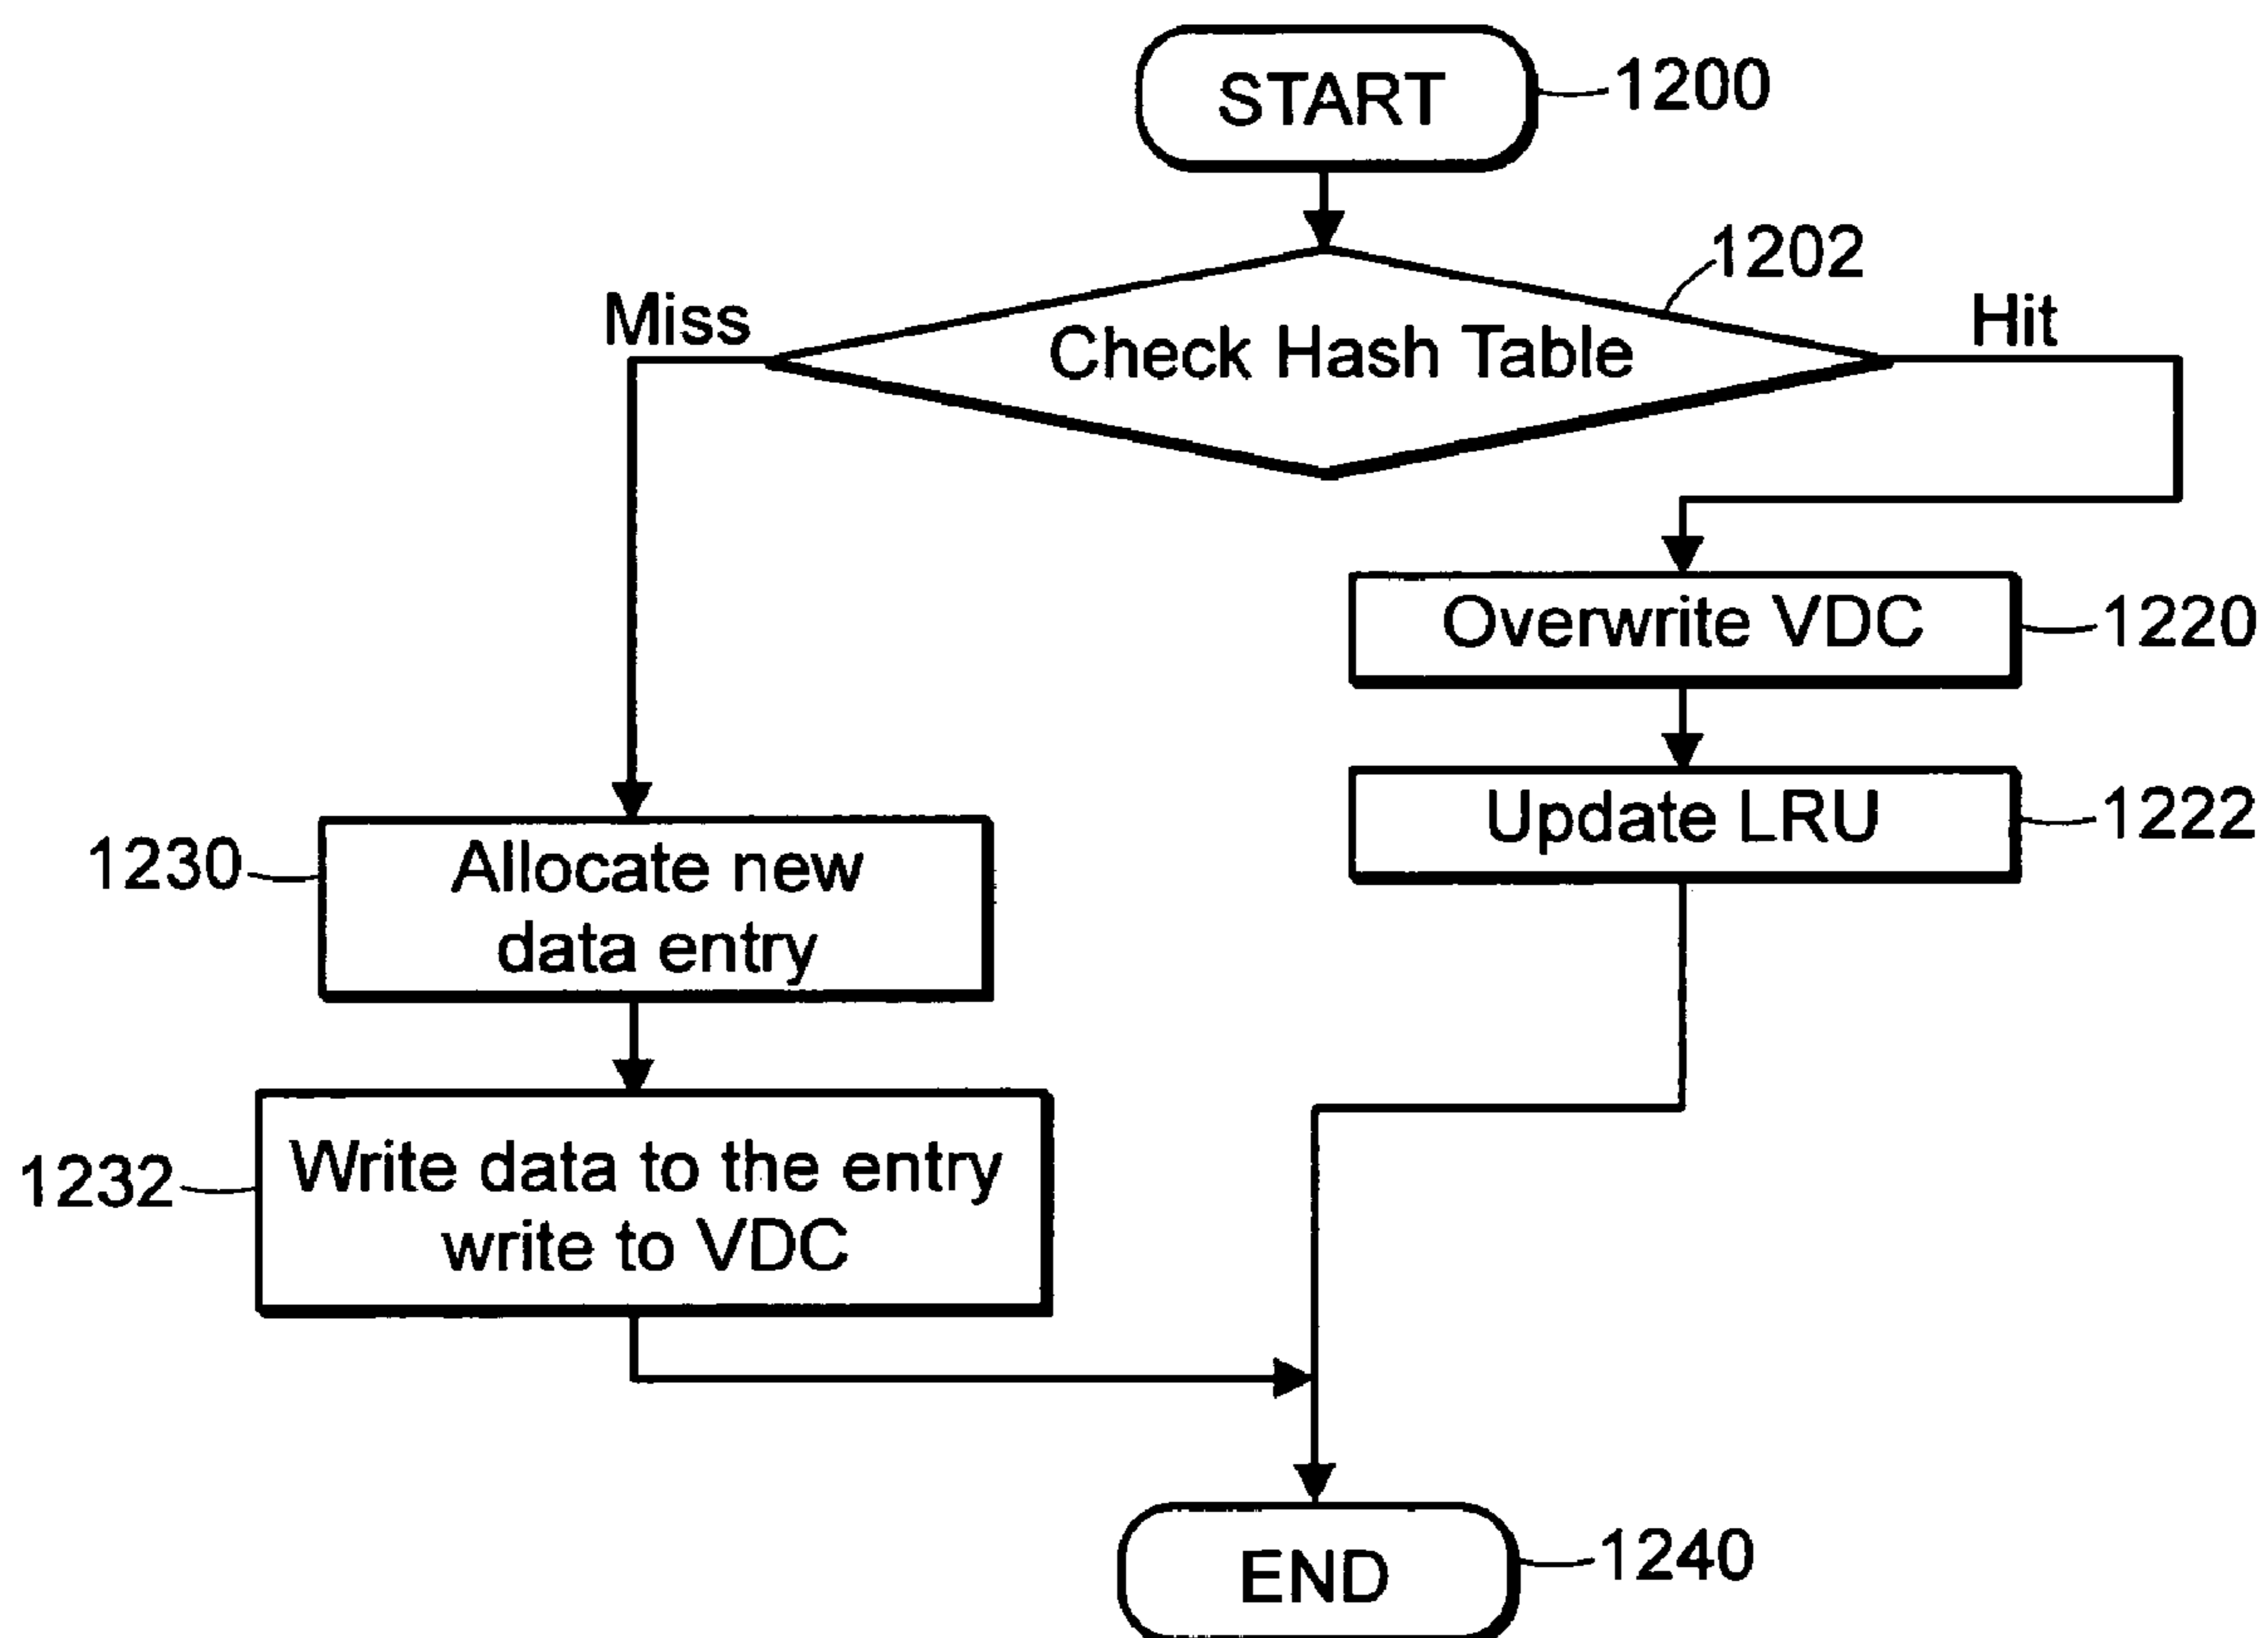 START
1200
1202
Miss
Hit
Check Hash Table
Overwrite VDC
1220
Update LRU
1222
1230
Allocate new
data entry
1232
Write data to the entry
write to VDC
END
1240